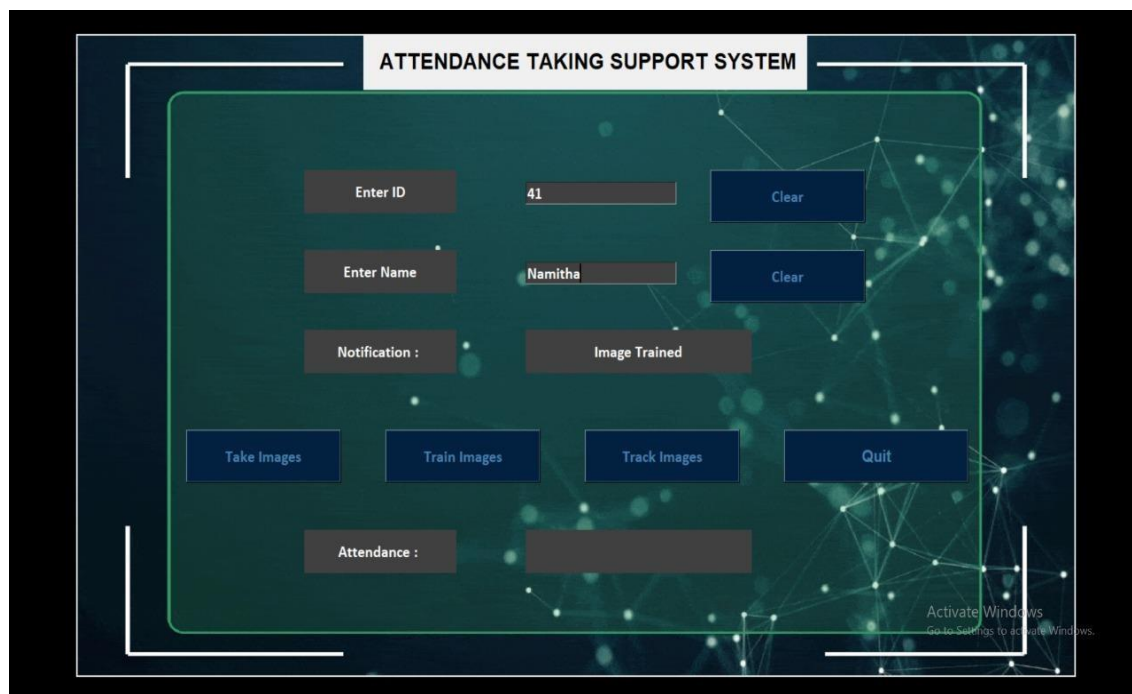 ATTENDANCE TAKING SUPPORT SYSTEM
Enter ID 41 Clear
Enter Name Namitha Clear
Notification : Image Trained
Take Images Train Images Track Images Quit
Attendance :
Activate Windows
Go to Settings to activate Windows.